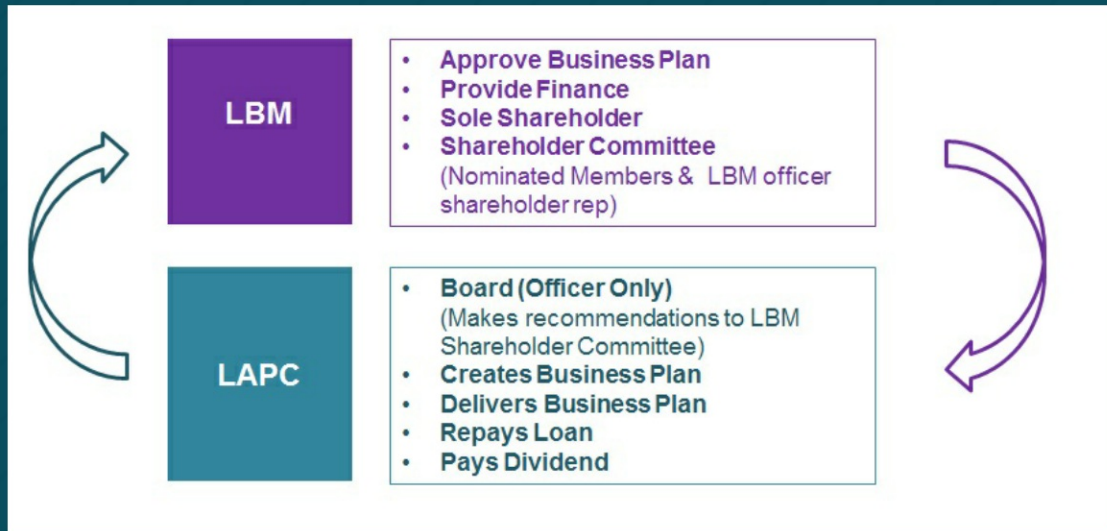 LBM
• Approve Business Plan
• Provide Finance
• Sole Shareholder
• Shareholder Committee
(Nominated Members & LBM officer
shareholder rep)
LAPC
• Board (Officer Only)
(Makes recommendations to LBM
Shareholder Committee)
• Creates Business Plan
• Delivers Business Plan
• Repays Loan
• Pays Dividend